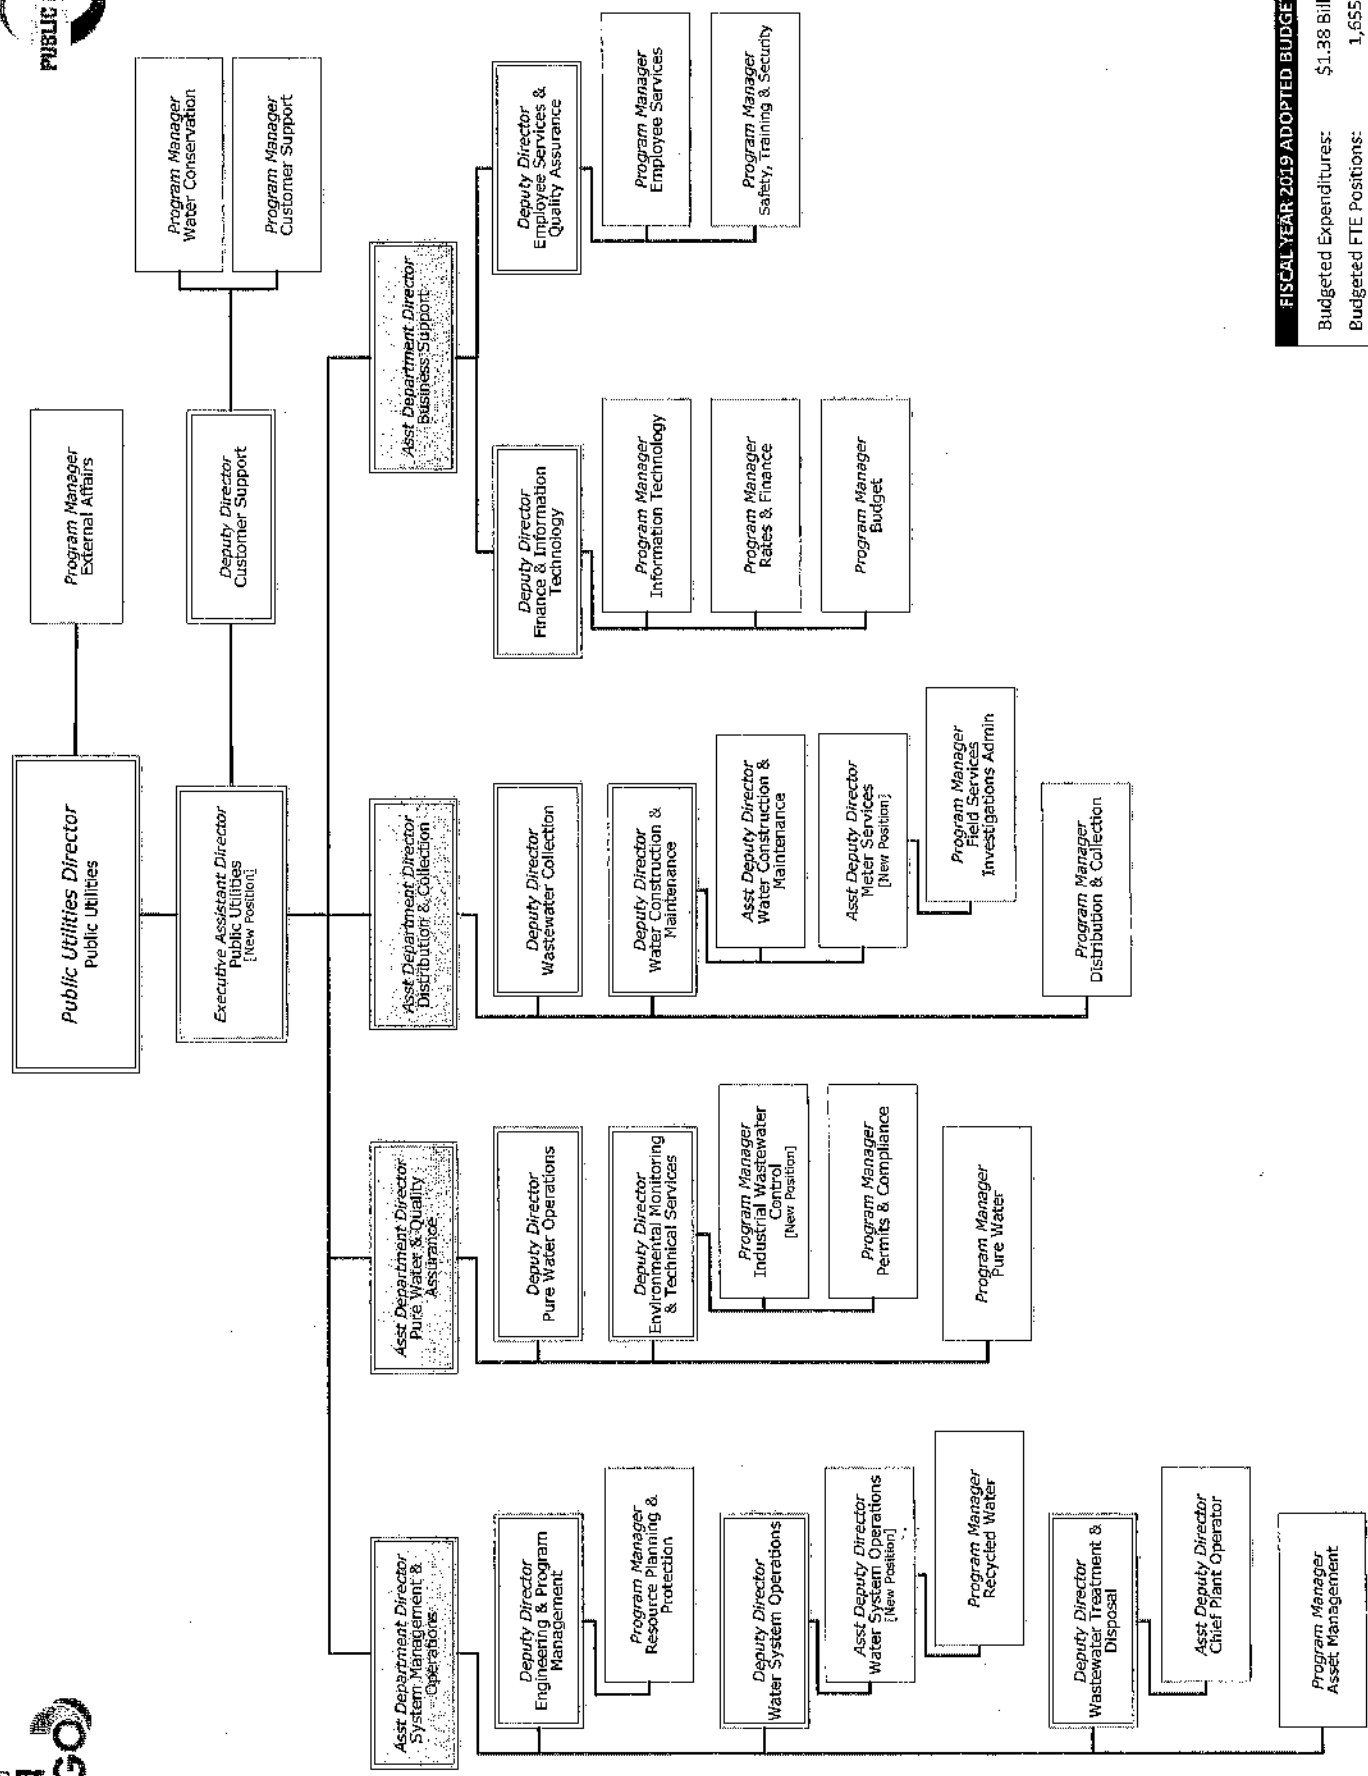 PUBLIC
Public Utilities Director
Public Utilities
Program Manager
External Affairs
Executive Assistant Director
Public Utilities
[New Position]
Deputy Director
Customer Support
Program Manager
Water Conservation
Program Manager
Customer Support
Asst Department Director
System Management &
Operations
Deputy Director
Engineering & Program
Management
Program Manager
Resource Planning &
Protection
Deputy Director
Water System Operations
Asst Deputy Director
Water System Operations
[New Position]
Program Manager
Recycled Water
Deputy Director
Wastewater Treatment &
Disposal
Asst Deputy Director
Chief Plant Operator
Program Manager
Asset Management
Asst Department Director
Pure Water & Quality
Assurance
Deputy Director
Pure Water Operations
Deputy Director
Environmental Monitoring
& Technical Services
Program Manager
Industrial Wastewater
Control
[New Position]
Program Manager
Permits & Compliance
Program Manager
Pure Water
Asst Department Director
Distribution & Collection
Deputy Director
Wastewater Collection
Deputy Director
Water Construction &
Maintenance
Asst Deputy Director
Water Construction &
Maintenance
Asst Deputy Director
Meter Services
[New Position]
Program Manager
Field Services
Investigations Admin
Program Manager
Distribution & Collection
Asst Department Director
Business Support
Deputy Director
Finance & Information
Technology
Program Manager
Information Technology
Program Manager
Rates & Finance
Program Manager
Budget
Deputy Director
Employee Services &
Quality Assurance
Program Manager
Employee Services
Program Manager
Safety, Training & Security
FISCAL YEAR 2019 ADOPTED BUDGE
Budgeted Expenditures: $1.38 Bill
Budgeted FTE Positions: 1,655